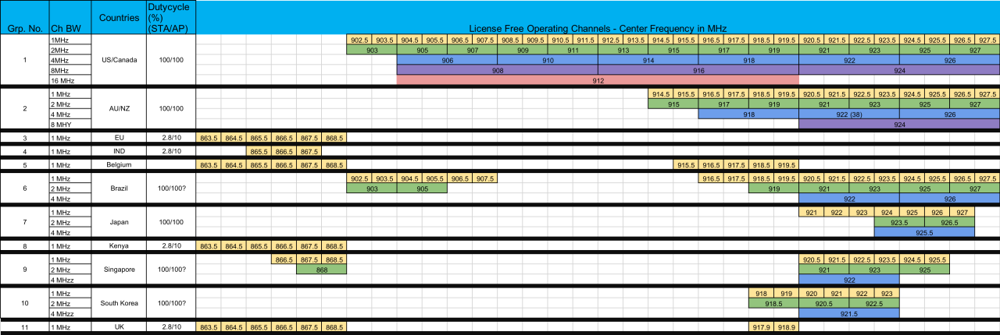 Grp. No. Ch BW Countries Dutycycle (%) (STA/AP) License Free Operating Channels - Center Frequency in MHz
1MHz 902.5 903.5 904.5 905.5 906.5 907.5 908.5 909.5 910.5 911.5 912.5 913.5 914.5 915.5 916.5 917.5 918.5 919.5 920.5 921.5 922.5 923.5 924.5 925.5 926.5 927.5
2MHz 903 905 907 909 911 913 915 917 919 921 923 925 927
1 4MHz US/Canada 100/100 906 910 914 918 922 926
8MHz 908 916 924
16 MHz 912
1 MHz 914.5 915.5 916.5 917.5 918.5 919.5 920.5 921.5 922.5 923.5 924.5 925.5 926.5 927.5
2 2 MHz AU/NZ 100/100 915 917 919 921 923 925 927
4 MHz 918 922 (38) 926
8 MHY 924
3 1 MHz EU 2.8/10 863.5 864.5 865.5 866.5 867.5 868.5
4 1 MHz IND 2.8/10 865.5 866.5 867.5
5 1 MHz Belgium 863.5 864.5 865.5 866.5 867.5 868.5 915.5 916.5 917.5 918.5 919.5
1 MHz 902.5 903.5 904.5 905.5 906.5 907.5 916.5 917.5 918.5 919.5 920.5 921.5 922.5 923.5 924.5 925.5 926.5 927.5
6 2 MHz Brazil 100/100? 903 905 919 921 923 925 927
4 MHz 922 926
1 MHz 921 922 923 924 925 926 927
7 2 MHz Japan 100/100 923.5 926.5
4 MHz 925.5
8 1 MHz Kenya 2.8/10 863.5 864.5 865.5 866.5 867.5 868.5
1 MHz 866.5 867.5 868.5 920.5 921.5 922.5 923.5 924.5 925.5
9 2 MHz Singapore 100/100? 868 921 923 925
4 MHzz 922
1 MHz 918 919 920 921 922 923
10 2 MHz South Korea 100/100? 918.5 920.5 922.5
4 MHzz 921.5
11 1 MHz UK 2.8/10 863.5 864.5 865.5 866.5 867.5 868.5 917.9 918.9